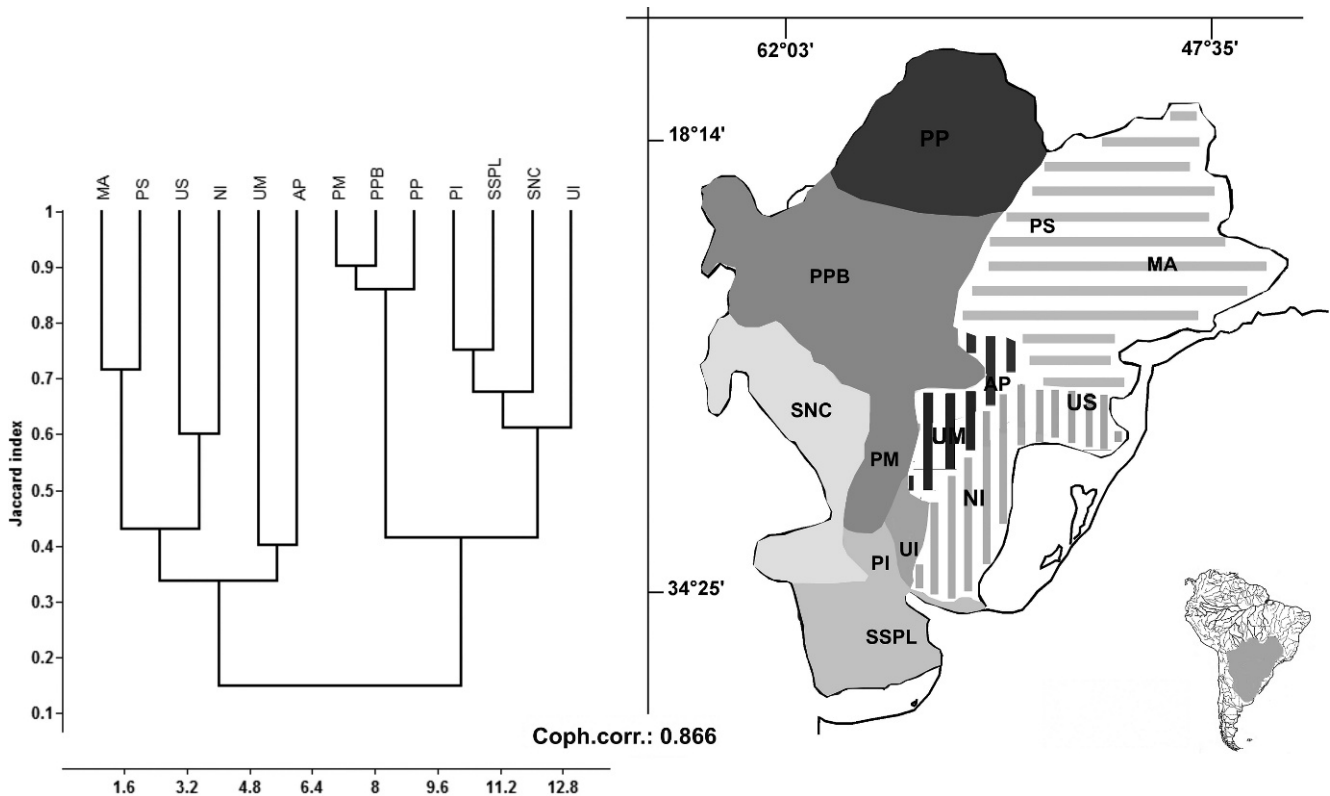 MA PS US NI UM AP PM PPB PP PI SSPL SNC UI
1
0.9
0.8
0.7
0.6
0.5
0.4
0.3
0.2
0.1
Jaccard index
1.6 3.2 4.8 6.4 8 9.6 11.2 12.8
Coph.corr.: 0.866
62°03' 47°35'
18°14'
34°25'
PP
PS
MA
PPB
AP
US
SNC
UM
PM
NI
UI
PI
SSPL